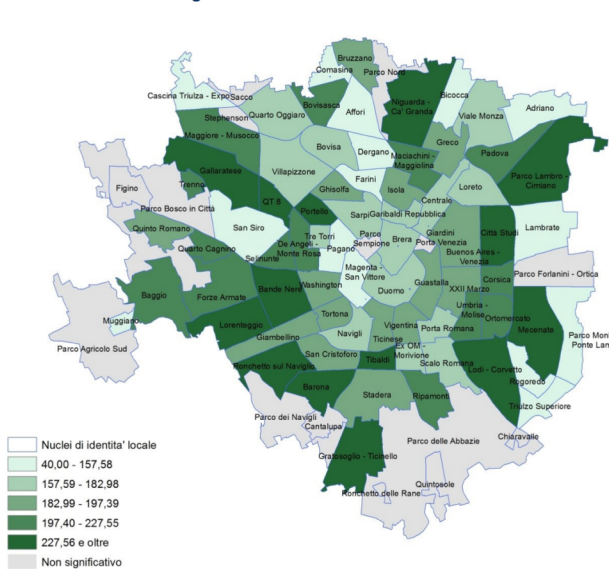 Bruzzano
Comasina
Parco Nord
Cascina Triulza - Expo
Sacco
Bovisasca
Affori
Niguarda -
Ca' Granda
Bicocca
Adriano
Stephenson
Quarto Oggiaro
Viale Monza
Maggiore - Musocco
Bovisa
Dergano
Greco
Maciachini -
Maggiolina
Padova
Gallaratese
Villapizzone
Farini
Parco Lambro -
Cimiano
Figino
Trenno
Ghisolfa
Isola
Loreto
Parco Bosco in Città
QT 8
Portello
Centrale
Sarpi
Garibaldi Repubblica
Quinto Romano
San Siro
Tre Torri
Parco
Sempione
Brera
Giardini
Porta Venezia
Città Studi
Lambrate
De Angeli -
Monte Rosa
Pagano
Buenos Aires -
Venezia
Quarto Cagnino
Selinunte
Magenta -
San Vittore
Parco Forlanini - Ortica
Baggio
Forze Armate
Bande Nere
Washington
Duomo
Guastalla
XXII Marzo
Corsica
Muggiano
Lorenteggio
Tortona
Umbria -
Molise
Ortomercato
Mecenate
Parco Agricolo Sud
Giambellino
Navigli
Vigentina
Ticinese
Porta Romana
San Cristoforo
Ex OM -
Morivione
Ronchetto sul Naviglio
Tibaldi
Scalo Romana
Lodi - Corvetto
Rogoredo
Barona
Stadera
Ripamonti
Triulzo Superiore
Parco dei Navigli
Cantalupa
Chiaravalle
Parco delle Abbazie
Gratosoglio - Ticinello
Quintosole
Ronchetto delle Rane
Nuclei di identita' locale
40,00 - 157,58
157,59 - 182,98
182,99 - 197,39
197,40 - 227,55
227,56 e oltre
Non significativo